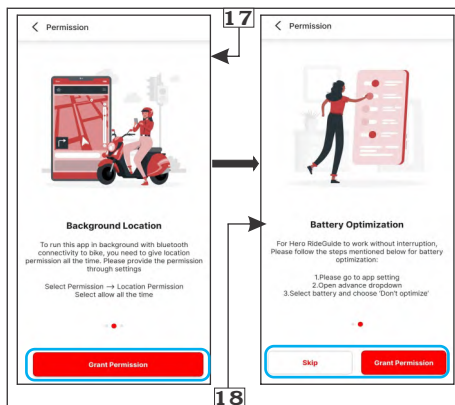 17
Permission
Background Location
To run this app in background with bluetooth
connectivity to bike, you need to give location
permission all the time. Please provide the permission
through settings
Select Permission → Location Permission
Select allow all the time
Grant Permission
Permission
Battery Optimization
For Hero RideGuide to work without interruption,
Please follow the steps mentioned below for battery
optimization:
1.Please go to app setting
2.Open advance dropdown
3.Select battery and choose 'Don't optimize'
Skip
Grant Permission
18